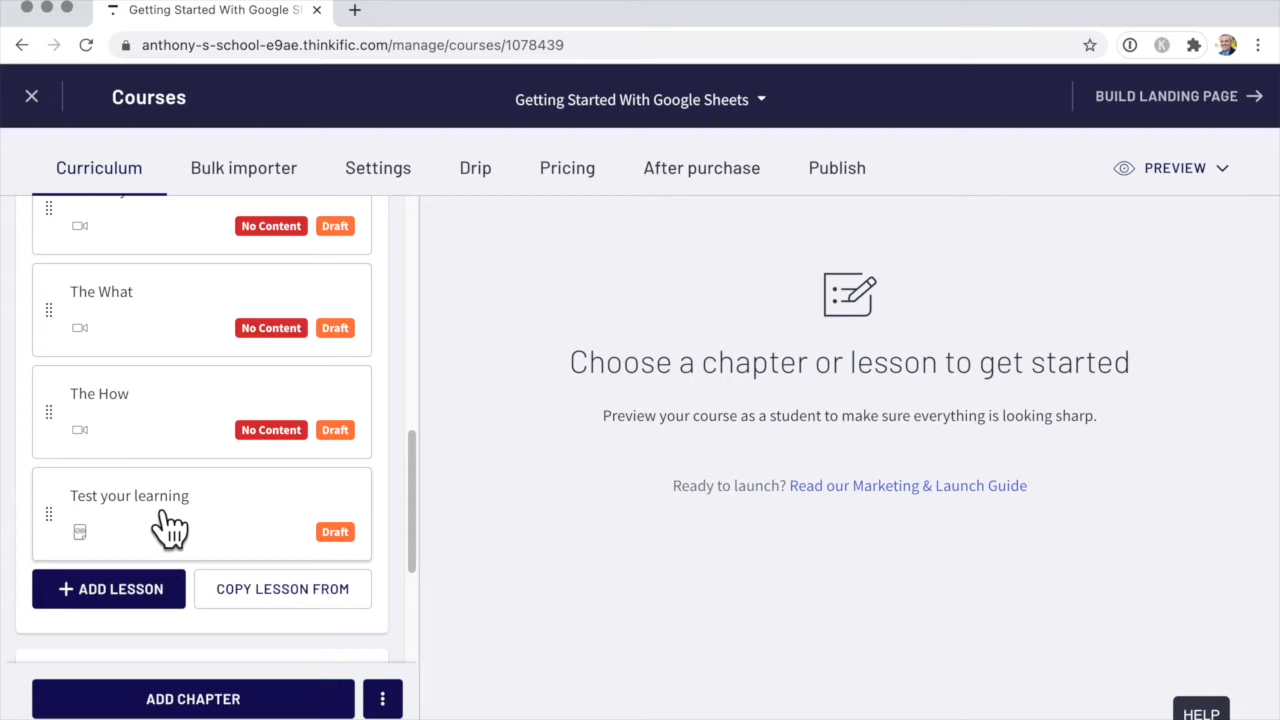 Getting Started With Google S
anthony-s-school-e9ae.thinkific.com/manage/courses/1078439
Courses
Getting Started With Google Sheets
BUILD LANDING PAGE
Curriculum
Bulk importer
Settings
Drip
Pricing
After purchase
Publish
PREVIEW
No Content
Draft
The What
No Content
Draft
The How
No Content
Draft
Test your learning
Draft
+ ADD LESSON
COPY LESSON FROM
ADD CHAPTER
Choose a chapter or lesson to get started
Preview your course as a student to make sure everything is looking sharp.
Ready to launch? Read our Marketing & Launch Guide
HELP